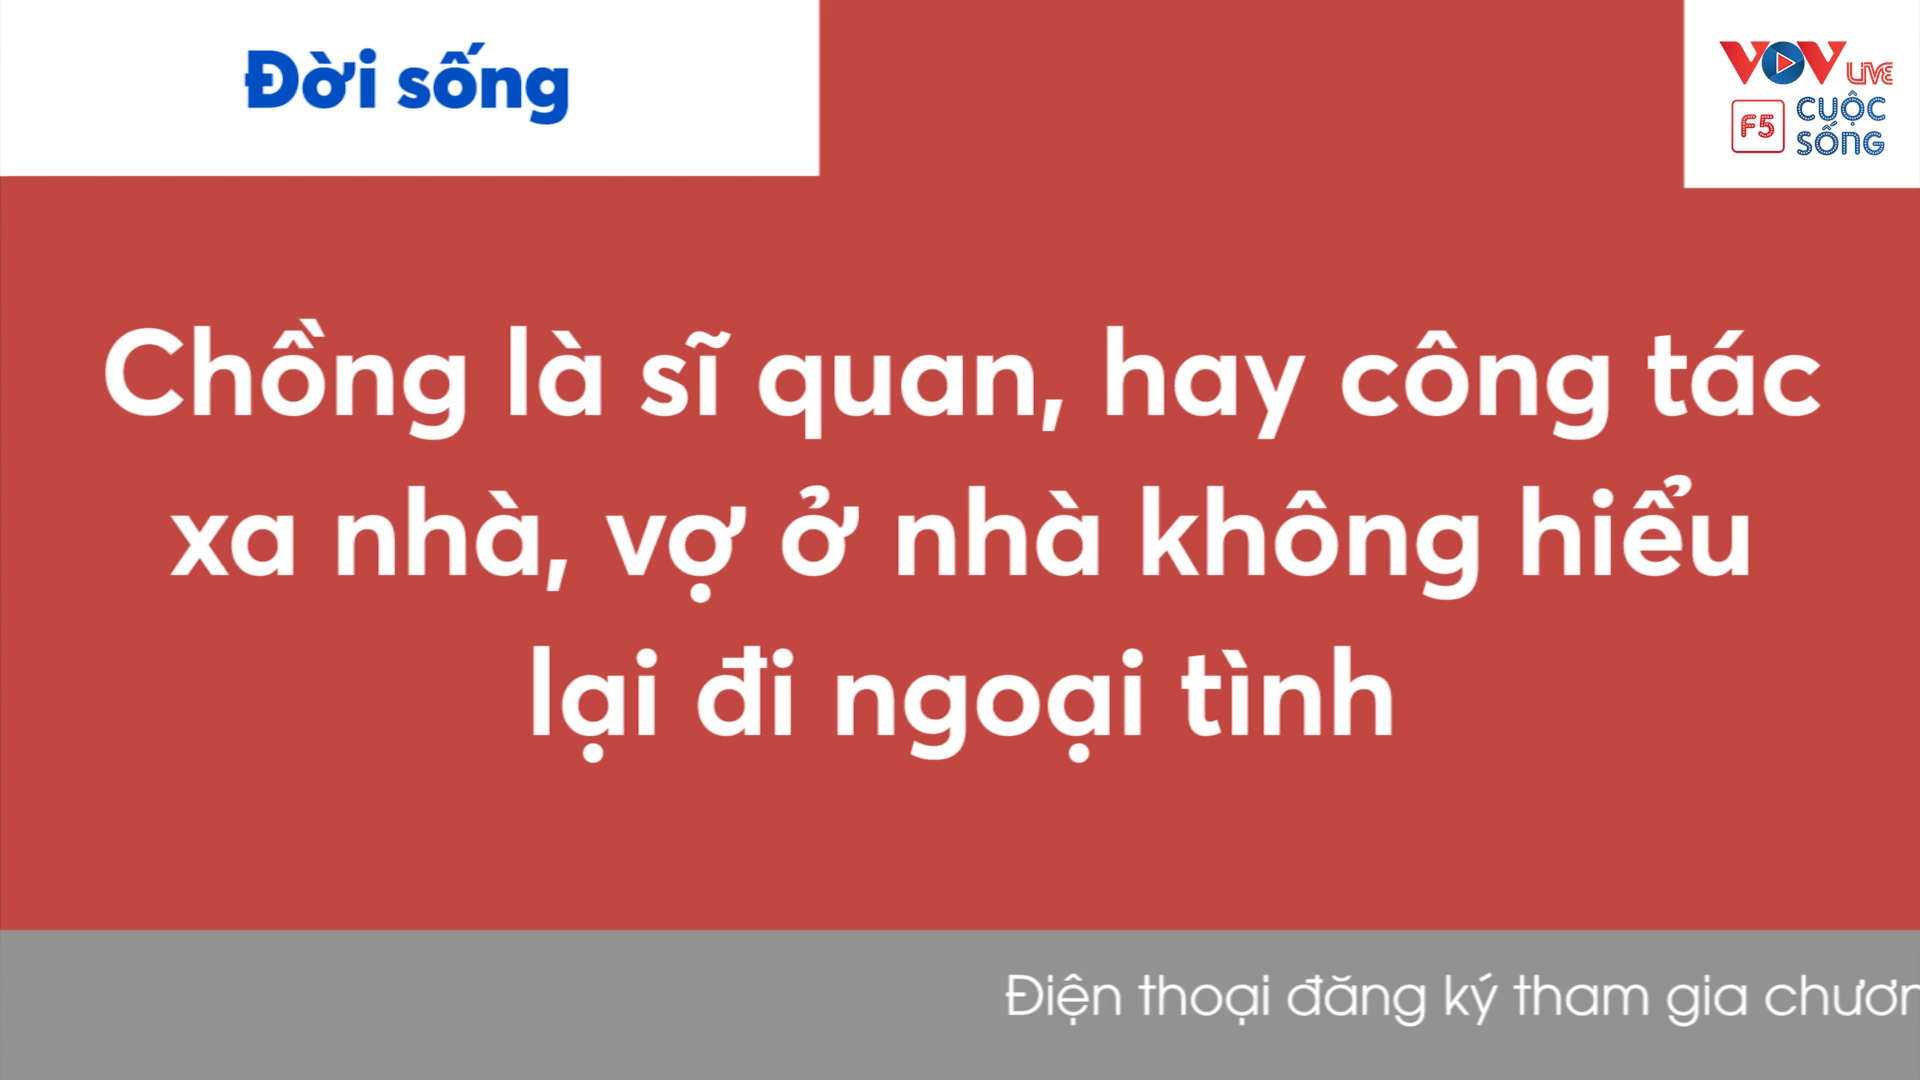 Đời sống
VOV LIVE
F5 CUỘC SỐNG
Chồng là sĩ quan, hay công tác
xa nhà, vợ ở nhà không hiểu
lại đi ngoại tình
Điện thoại đăng ký tham gia